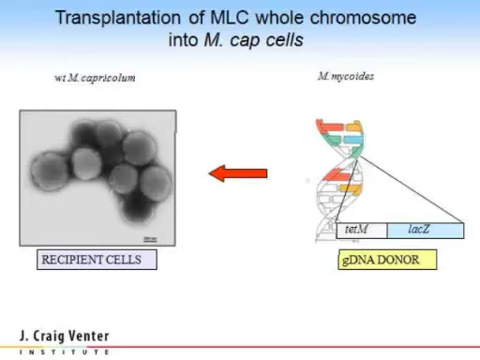 Transplantation of MLC whole chromosome
into M. cap cells
wt M. capricolum
M. mycoides
tetM
lacZ
RECIPIENT CELLS
gDNA DONOR
J. Craig Venter
INSTITUTE